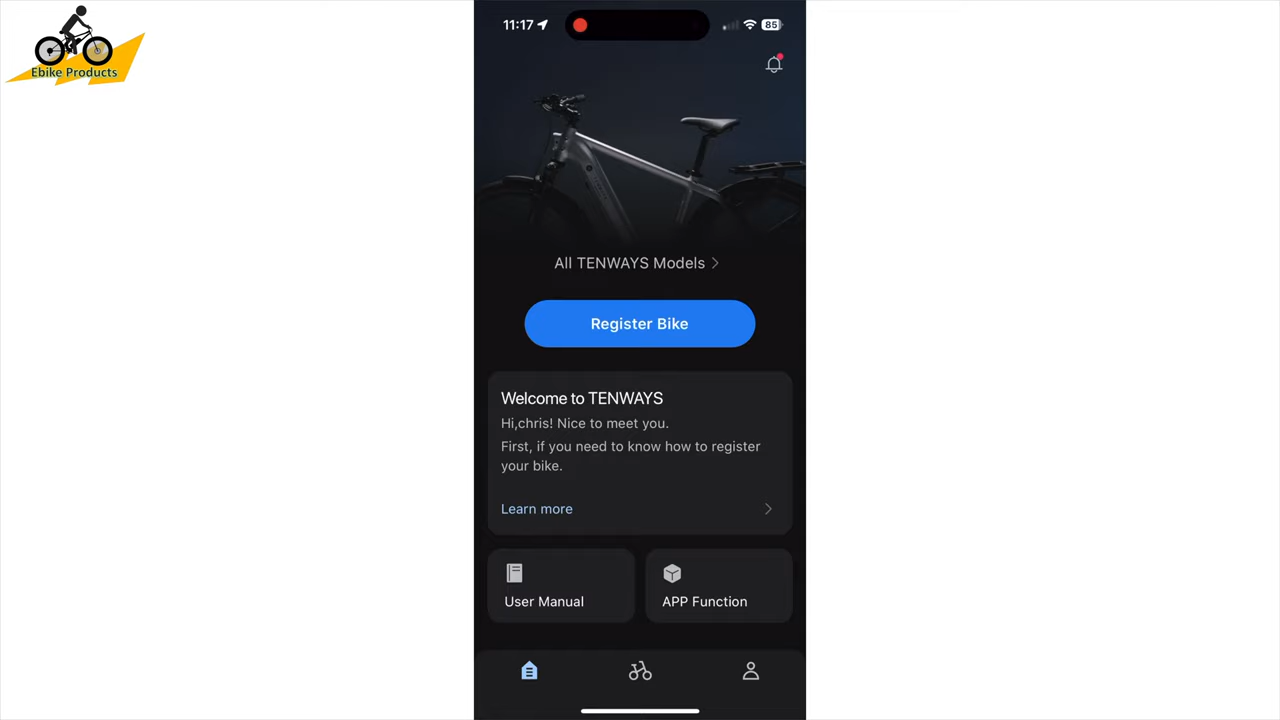 Ebike Products
11:17
85
All TENWAYS Models
Register Bike
Welcome to TENWAYS
Hi,chris! Nice to meet you.
First, if you need to know how to register
your bike.
Learn more
User Manual
APP Function